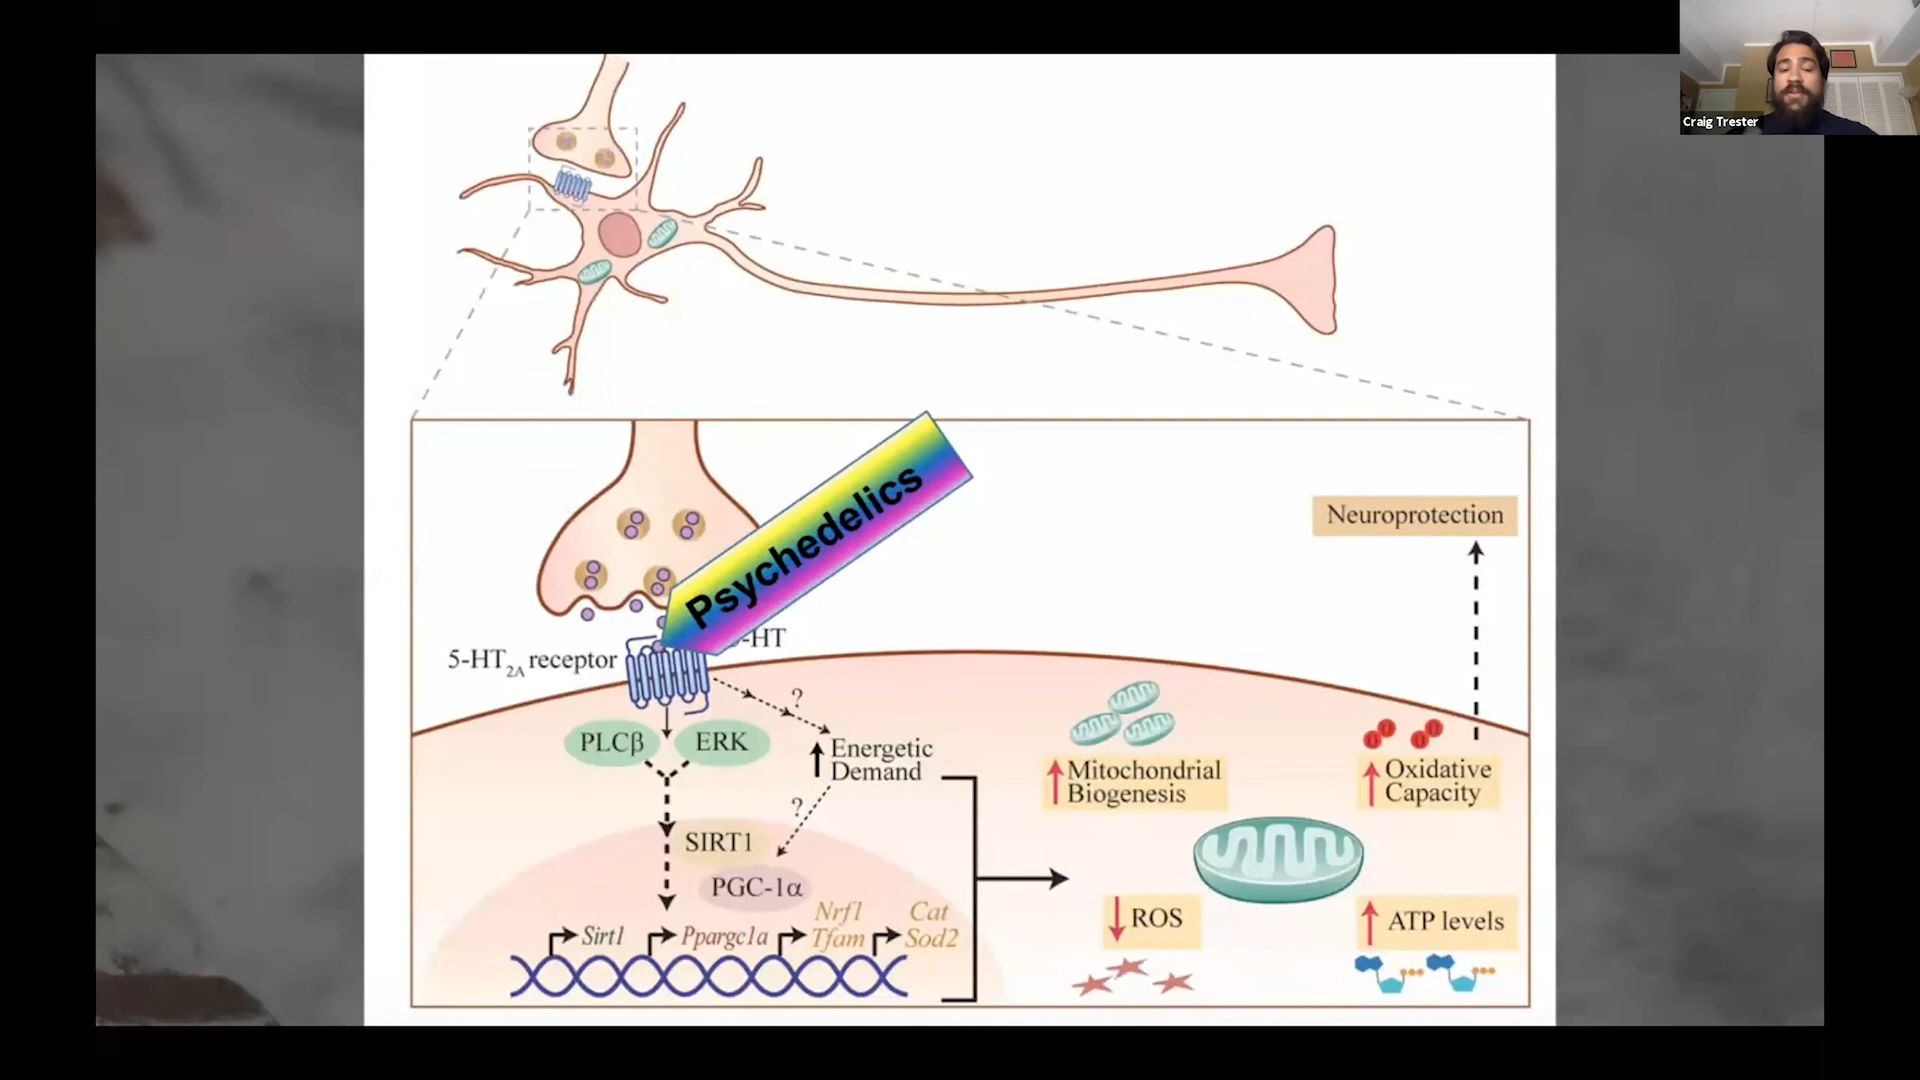 Craig Trester
Psychedelics
Neuroprotection
-HT
5-HT2A receptor
?
PLCβ
ERK
Energetic
Demand
Mitochondrial
Biogenesis
Oxidative
Capacity
?
SIRT1
PGC-1α
Sirt1
Ppargc1a
Nrf1
Tfam
Cat
Sod2
ROS
ATP levels